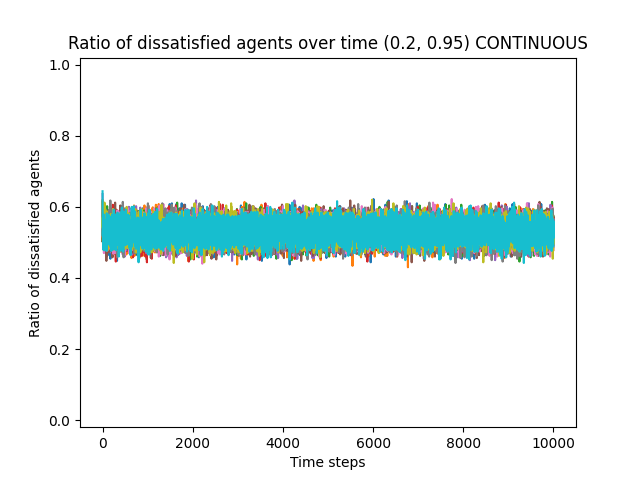 Ratio of dissatisfied agents over time (0.2, 0.95) CONTINUOUS
1.0
0.8
0.6
0.4
0.2
0.0
Ratio of dissatisfied agents
0 2000 4000 6000 8000 10000
Time steps